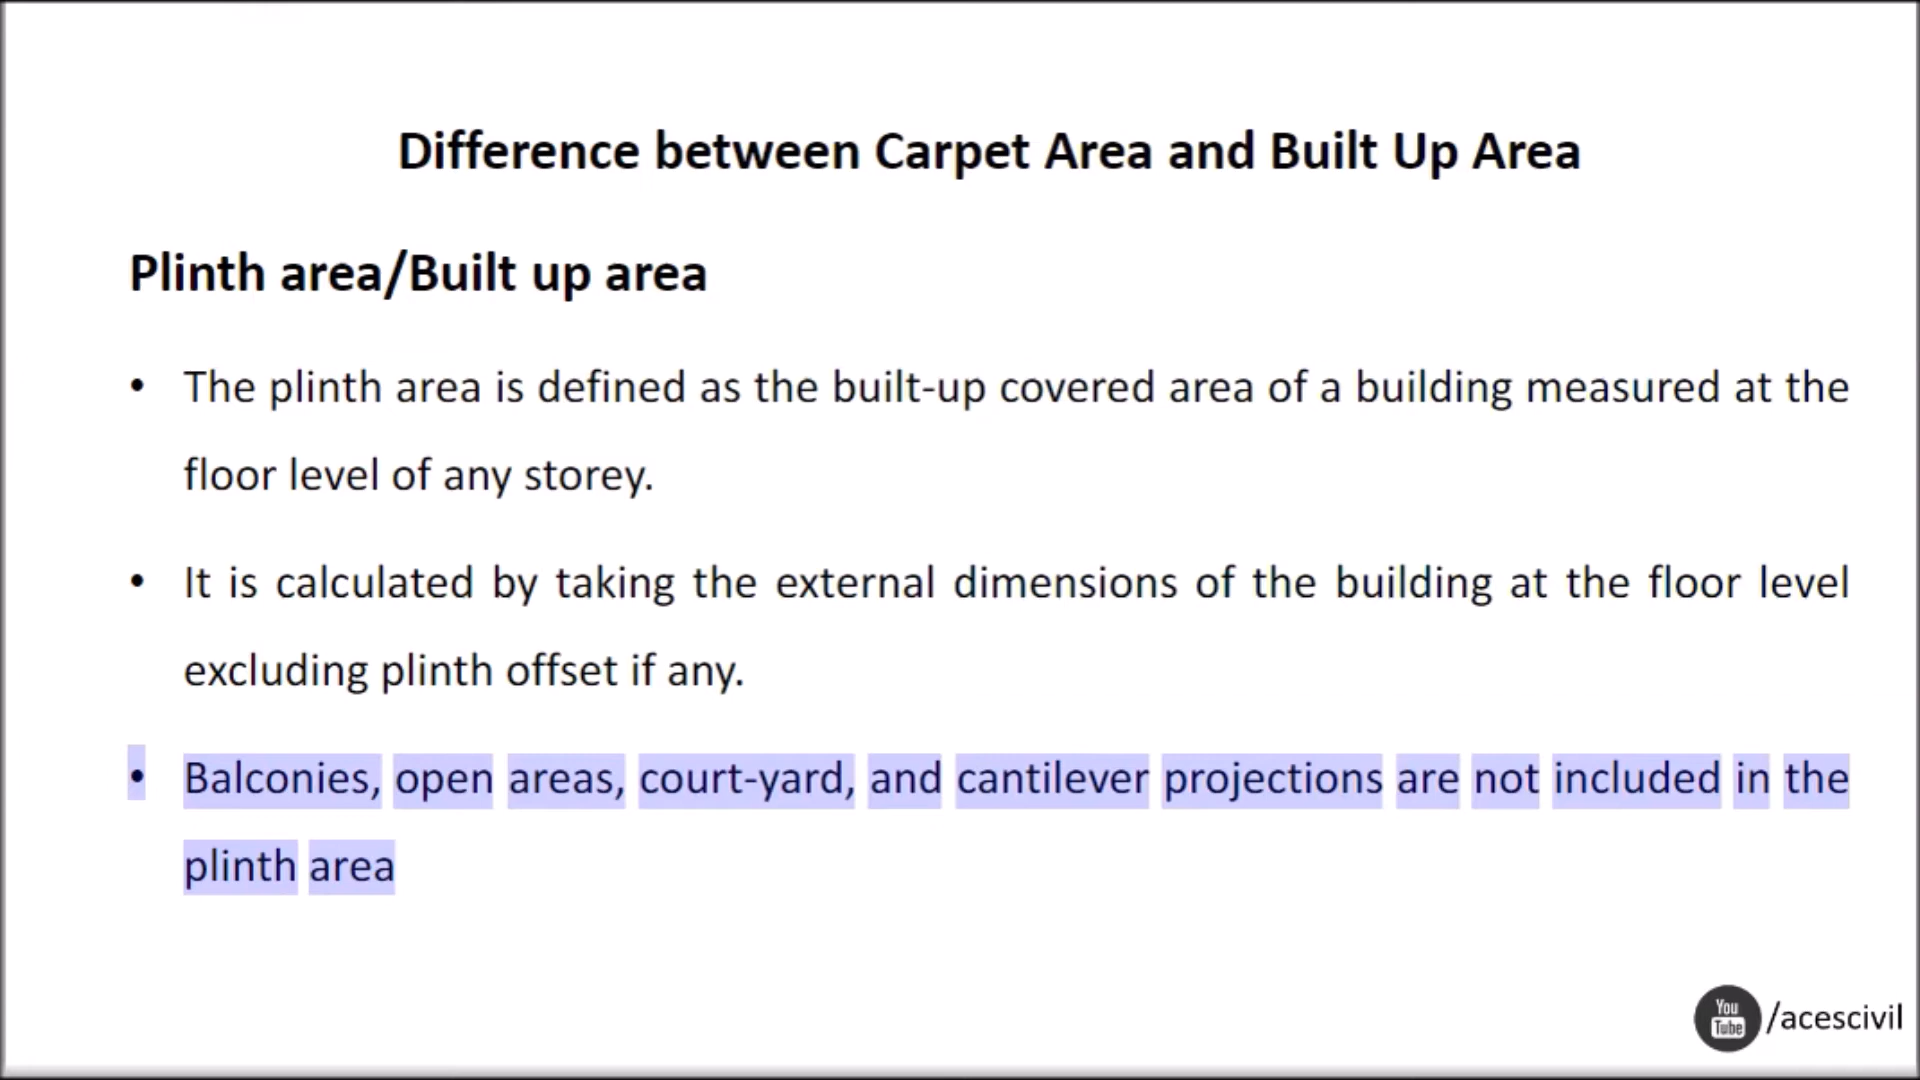 Difference between Carpet Area and Built Up Area
Plinth area/Built up area
• The plinth area is defined as the built-up covered area of a building measured at the
floor level of any storey.
• It is calculated by taking the external dimensions of the building at the floor level
excluding plinth offset if any.
• Balconies, open areas, court-yard, and cantilever projections are not included in the
plinth area
You
Tube
/acescivil